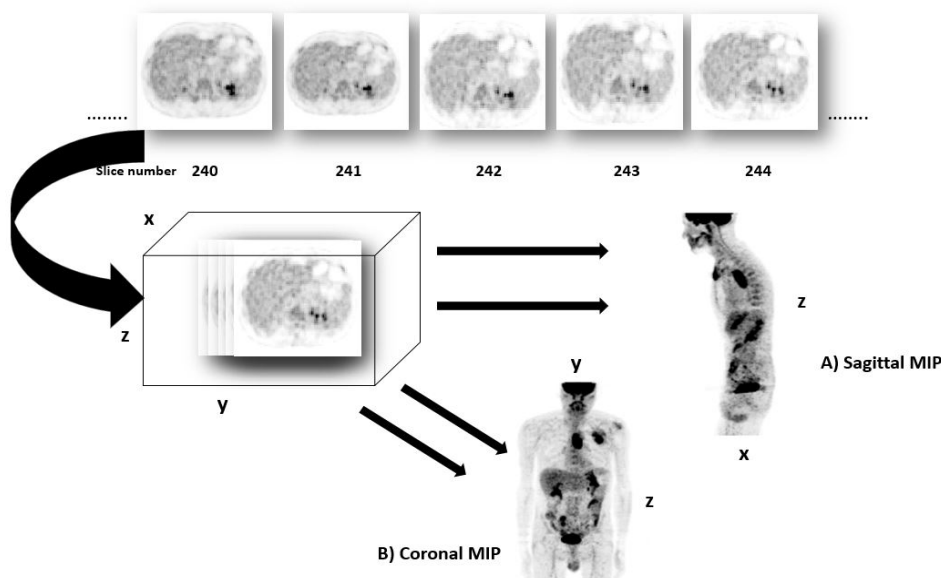 ........
........
Slice number 240 241 242 243 244
x
z
y
z
A) Sagittal MIP
x
y
z
B) Coronal MIP